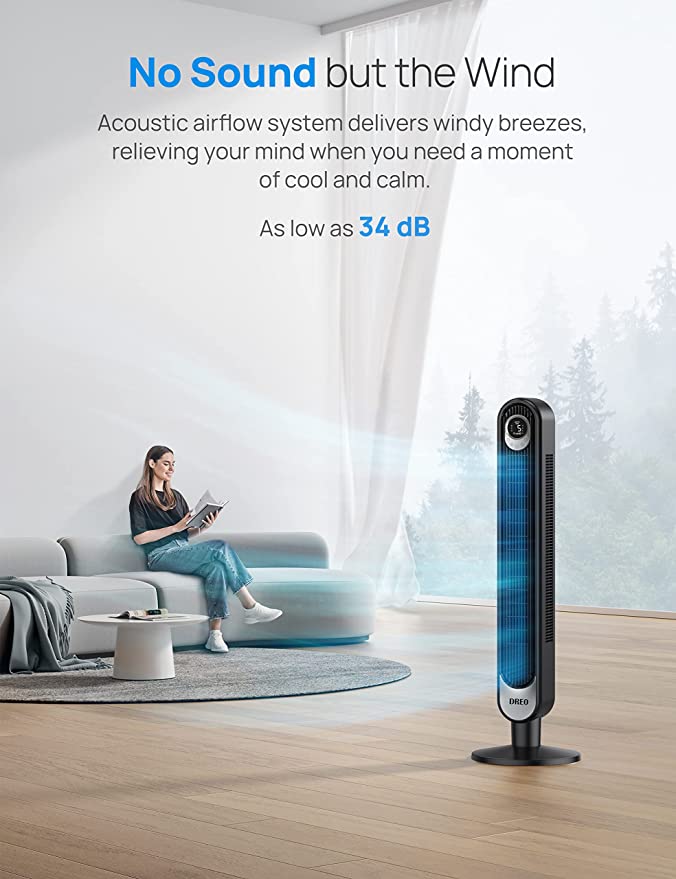 No Sound but the Wind
Acoustic airflow system delivers windy breezes,
relieving your mind when you need a moment
of cool and calm.
As low as 34 dB
DREO